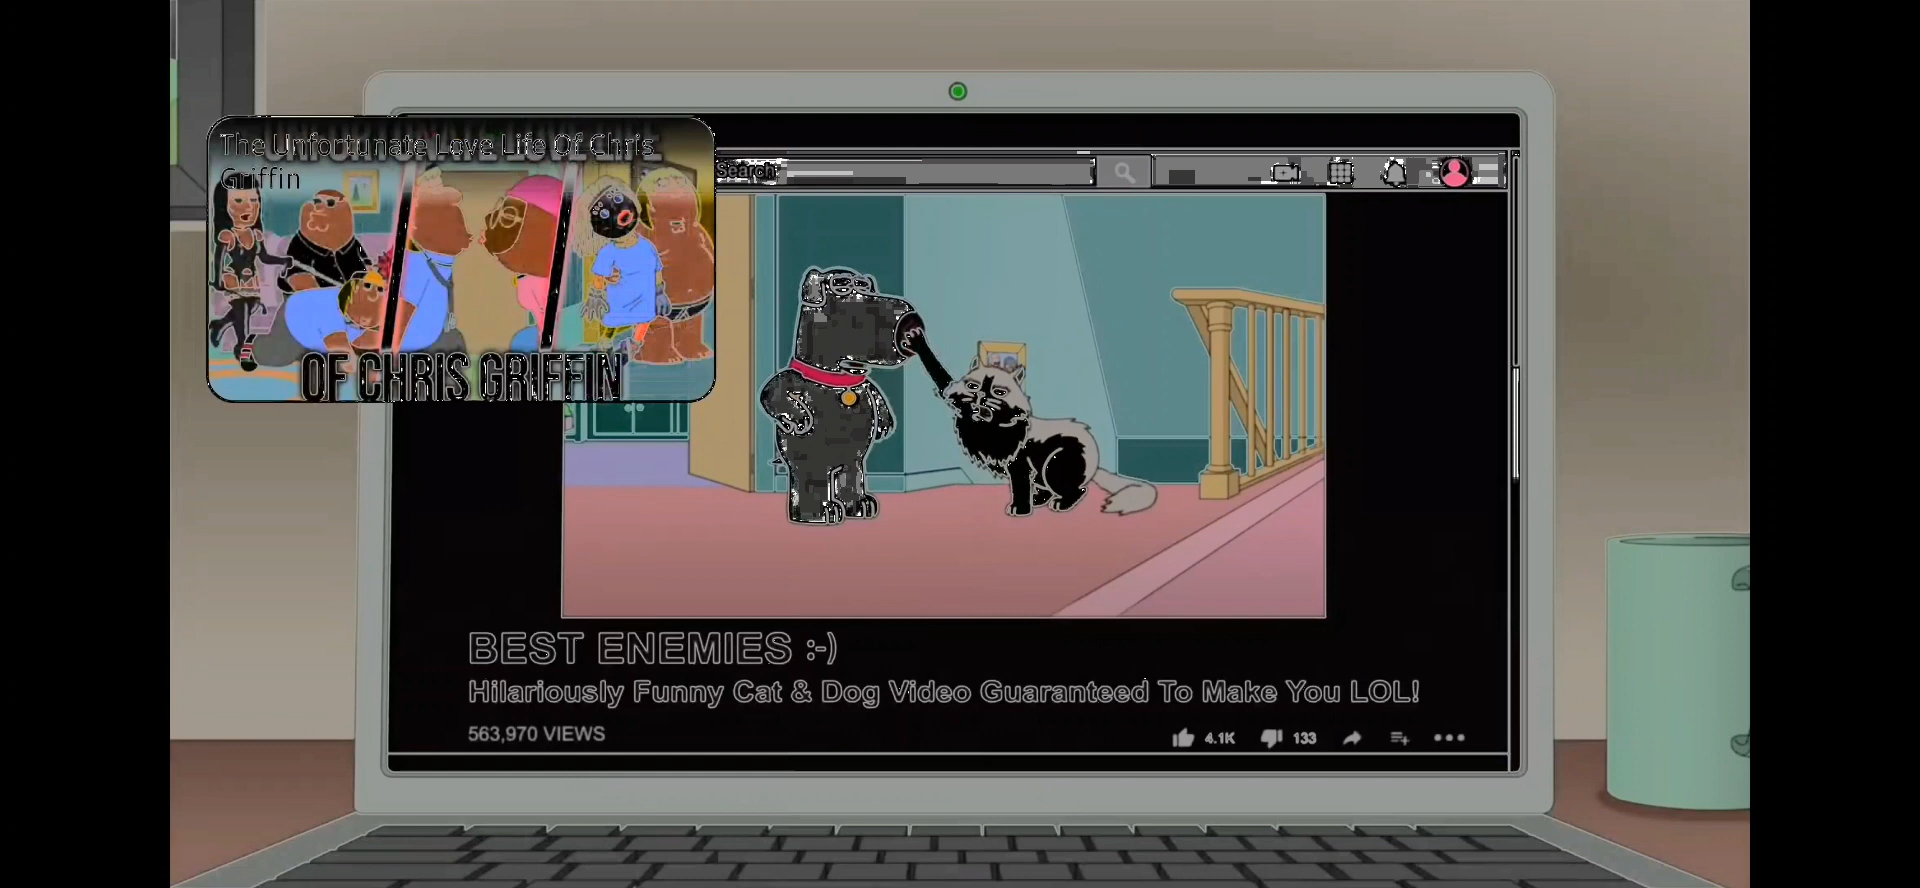 The Unfortunate Love Life Of Chris
Griffin
OF CHRIS GRIFFIN
Search
BEST ENEMIES :-)
Hilariously Funny Cat & Dog Video Guaranteed To Make You LOL!
563,970 VIEWS
4.1K
133